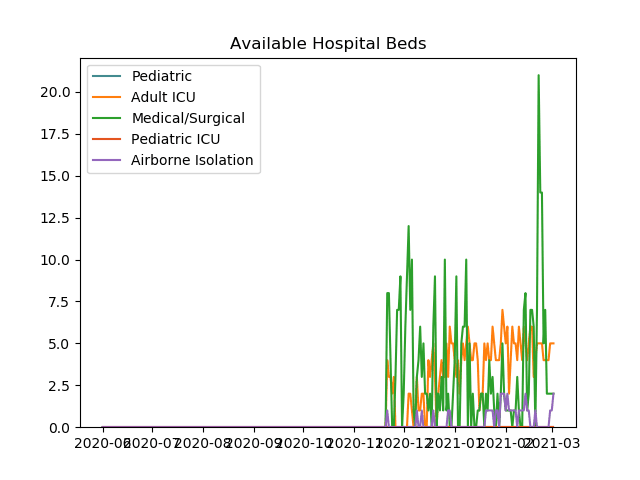 Available Hospital Beds
Pediatric
Adult ICU
Medical/Surgical
Pediatric ICU
Airborne Isolation
20.0
17.5
15.0
12.5
10.0
7.5
5.0
2.5
0.0
2020-06 2020-07 2020-08 2020-09 2020-10 2020-11 2020-12 2021-01 2021-02 2021-03